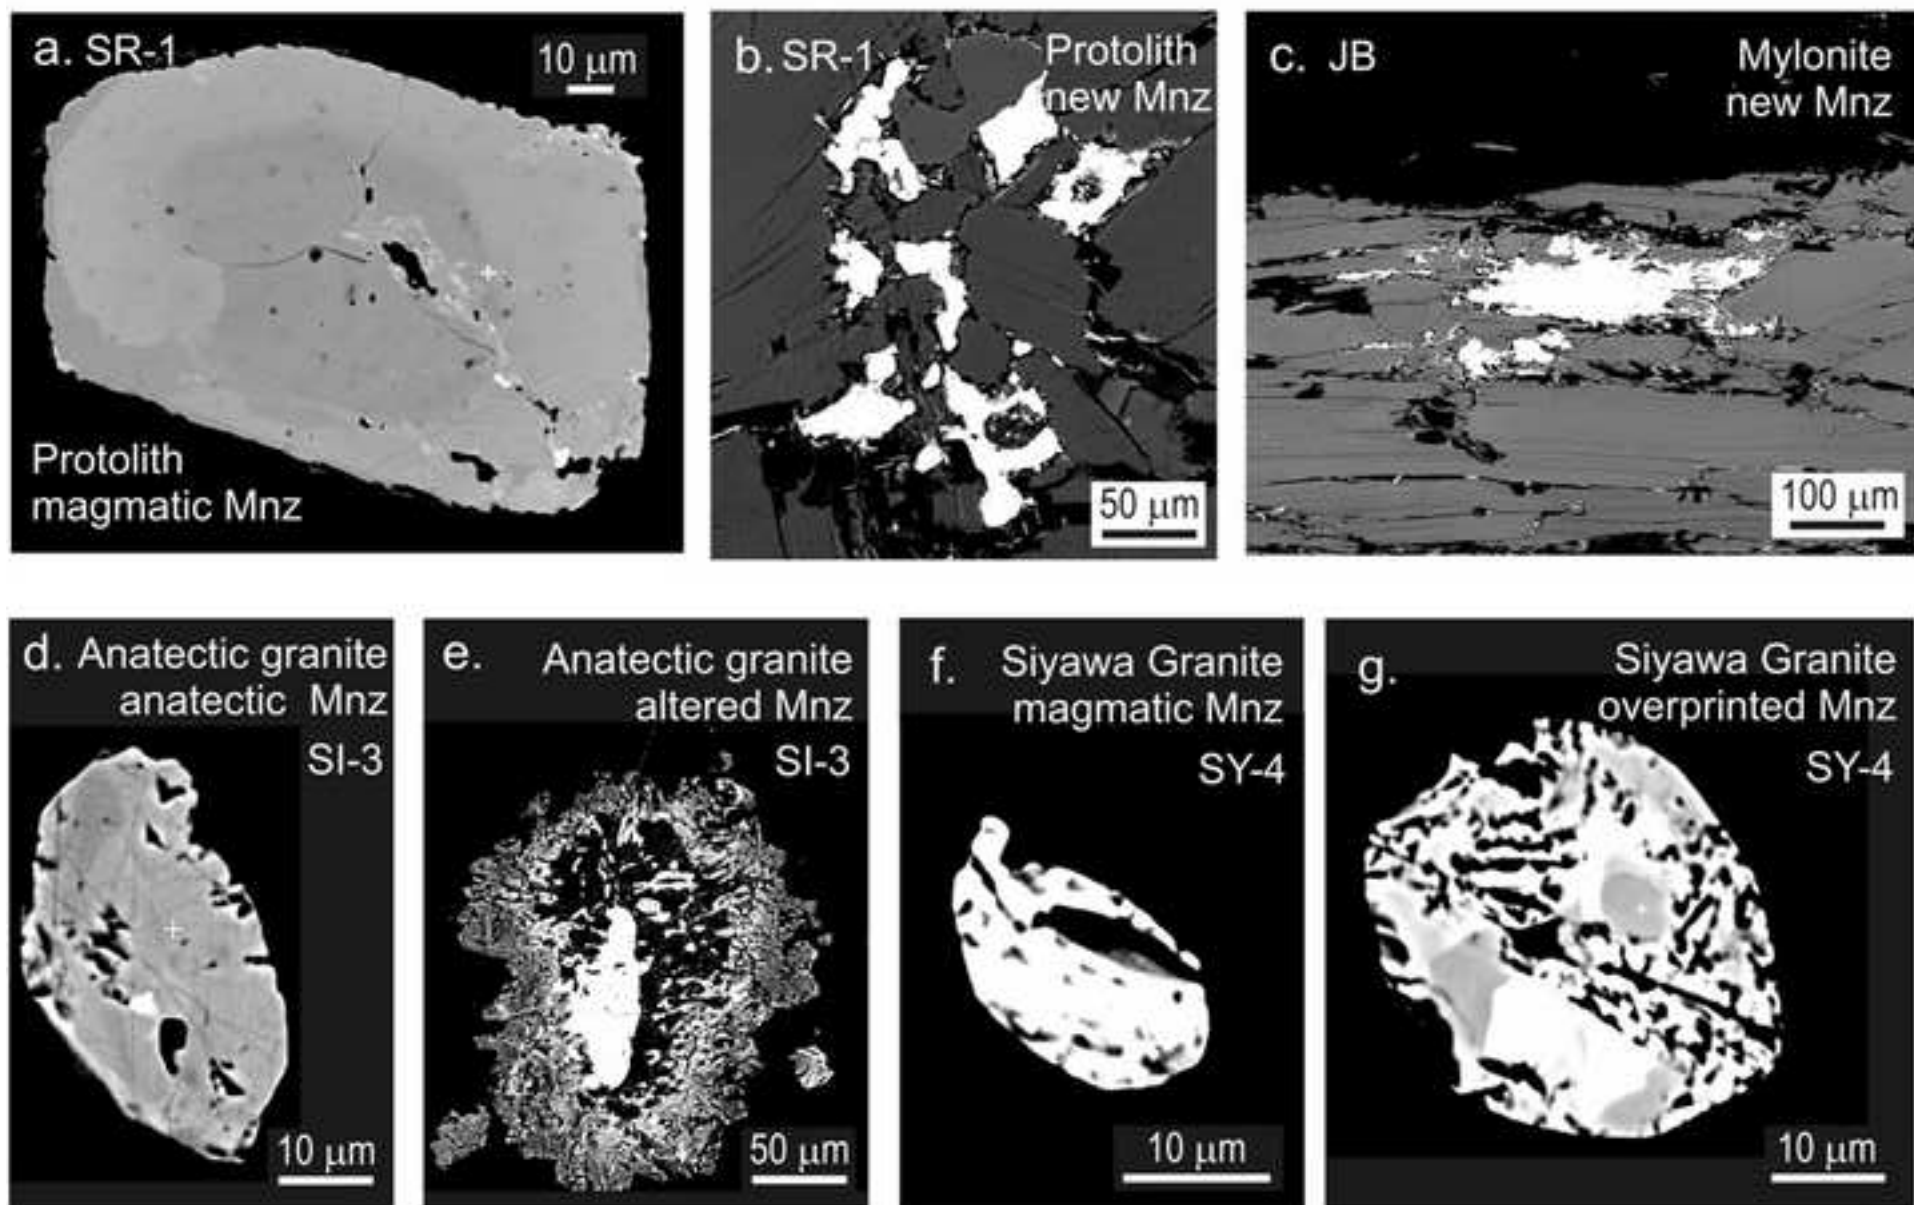 a. SR-1
10 μm
Protolith
magmatic Mnz
b. SR-1
Protolith
new Mnz
50 μm
c. JB
Mylonite
new Mnz
100 μm
d. Anatectic granite
anatectic Mnz
SI-3
10 μm
e. Anatectic granite
altered Mnz
SI-3
50 μm
f. Siyawa Granite
magmatic Mnz
SY-4
10 μm
g. Siyawa Granite
overprinted Mnz
SY-4
10 μm